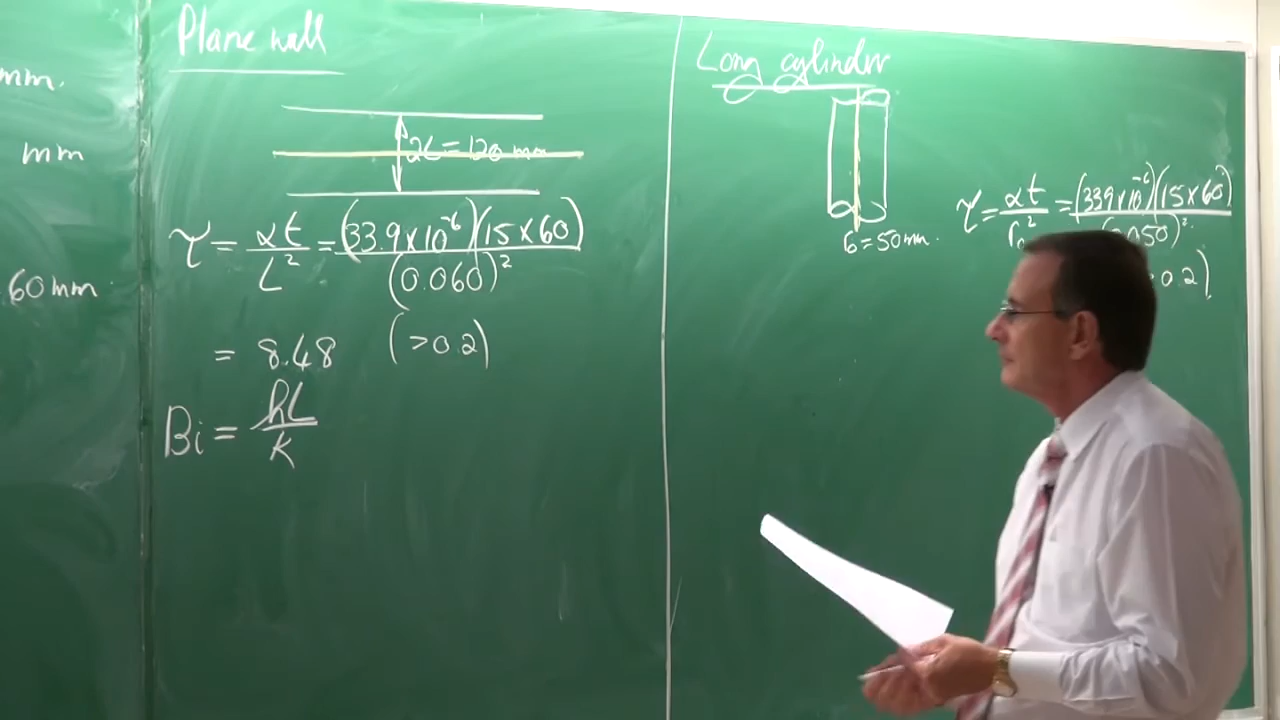 mm.
mm
60mm
Plane wall
2L = 120 mm
τ = αt/L² = (33.9×10⁻⁶)(15×60)/(0.060)²
= 8.48 (>0.2)
Bi = hL/k
Long cylinder
r₀ = 50mm.
τ = αt/r₀² = (33.9×10⁻⁶)(15×60)/(0.050)²
0.2)